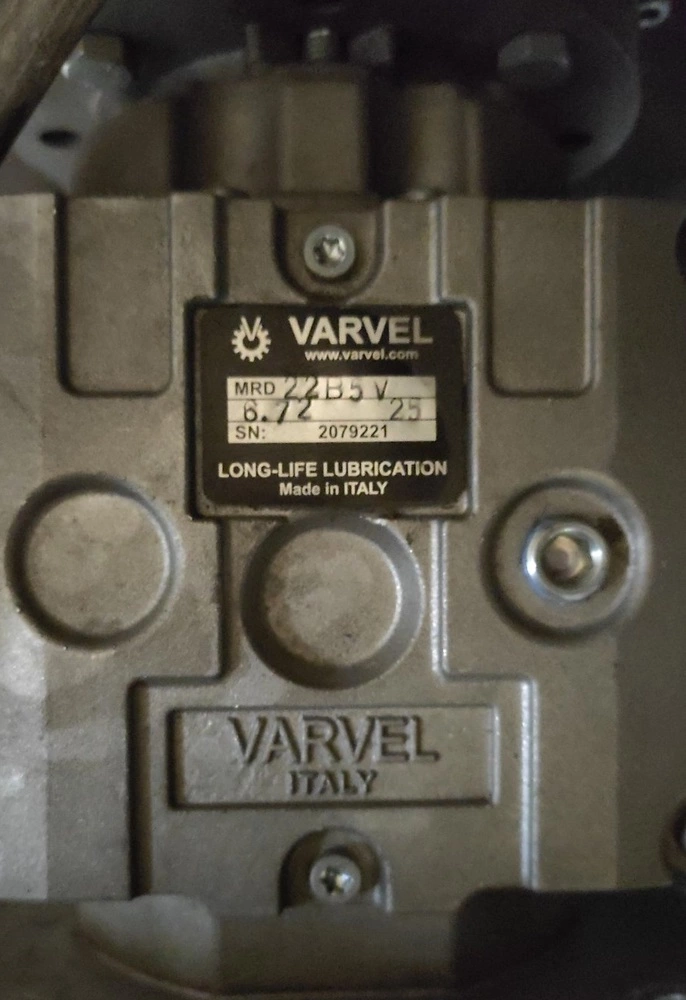 VARVEL
www.varvel.com
MRD 22B5 V
6.72 25
SN: 2079221
LONG-LIFE LUBRICATION
Made in ITALY
VARVEL
ITALY